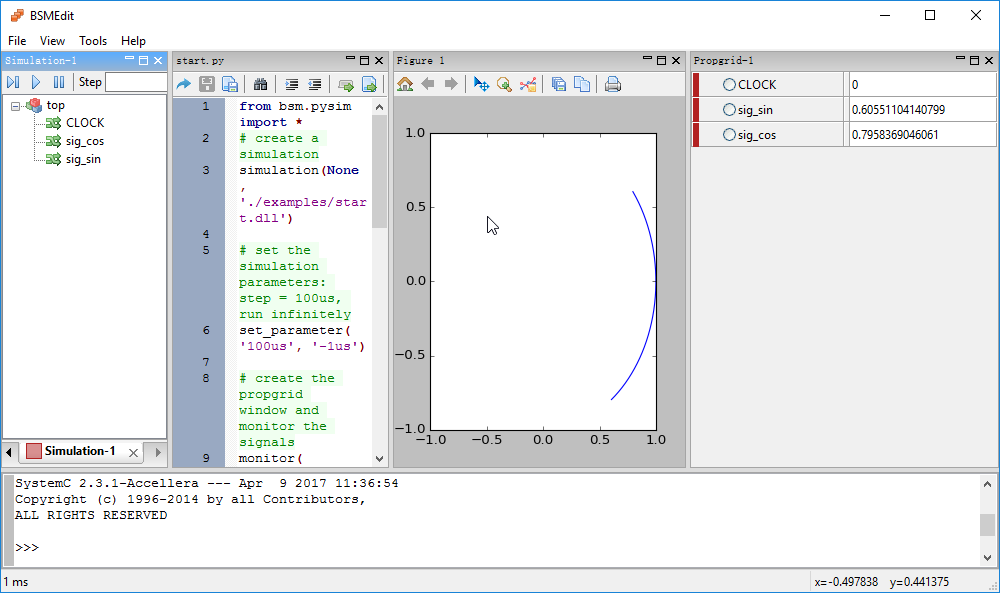 BSMEdit
File View Tools Help
Simulation-1
Step
top
CLOCK
sig_cos
sig_sin
Simulation-1
start.py
1 from bsm.pysim
import *
2 # create a
simulation
3 simulation(None
,
'./examples/star
t.dll')
4
5 # set the
simulation
parameters:
step = 100us,
run infinitely
6 set_parameter(
'100us', '-1us')
7
8 # create the
propgrid
window and
monitor the
signals
9 monitor(
Figure 1
1.0
0.5
0.0
−0.5
−1.0
−1.0 −0.5 0.0 0.5 1.0
Propgrid-1
CLOCK 0
sig_sin 0.60551104140799
sig_cos 0.7958369046061
SystemC 2.3.1-Accellera --- Apr  9 2017 11:36:54
Copyright (c) 1996-2014 by all Contributors,
ALL RIGHTS RESERVED
>>>
1 ms
x=-0.497838 y=0.441375